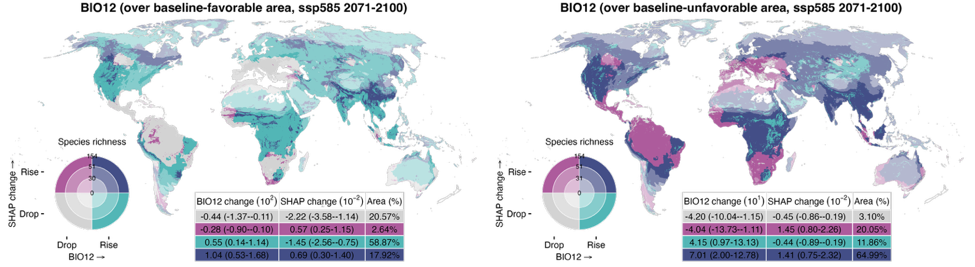 BIO12 (over baseline-favorable area, ssp585 2071-2100)
Species richness
154
51
30
0
SHAP change →
Rise
Drop
Drop Rise
BIO12 →
BIO12 change (10²) SHAP change (10⁻²) Area (%)
-0.44 (-1.37--0.11) -2.22 (-3.58--1.14) 20.57%
-0.28 (-0.90--0.10) 0.57 (0.25-1.15) 2.64%
0.55 (0.14-1.14) -1.45 (-2.56--0.75) 58.87%
1.04 (0.53-1.68) 0.69 (0.30-1.40) 17.92%
BIO12 (over baseline-unfavorable area, ssp585 2071-2100)
Species richness
154
51
30
0
SHAP change →
Rise
Drop
Drop Rise
BIO12 →
BIO12 change (10¹) SHAP change (10⁻²) Area (%)
-4.20 (-10.04--1.15) -0.45 (-0.86--0.19) 3.10%
-4.04 (-13.73--1.11) 1.45 (0.80-2.26) 20.05%
4.15 (0.97-13.13) -0.44 (-0.89--0.19) 11.86%
7.01 (2.00-12.78) 1.41 (0.75-2.32) 64.99%